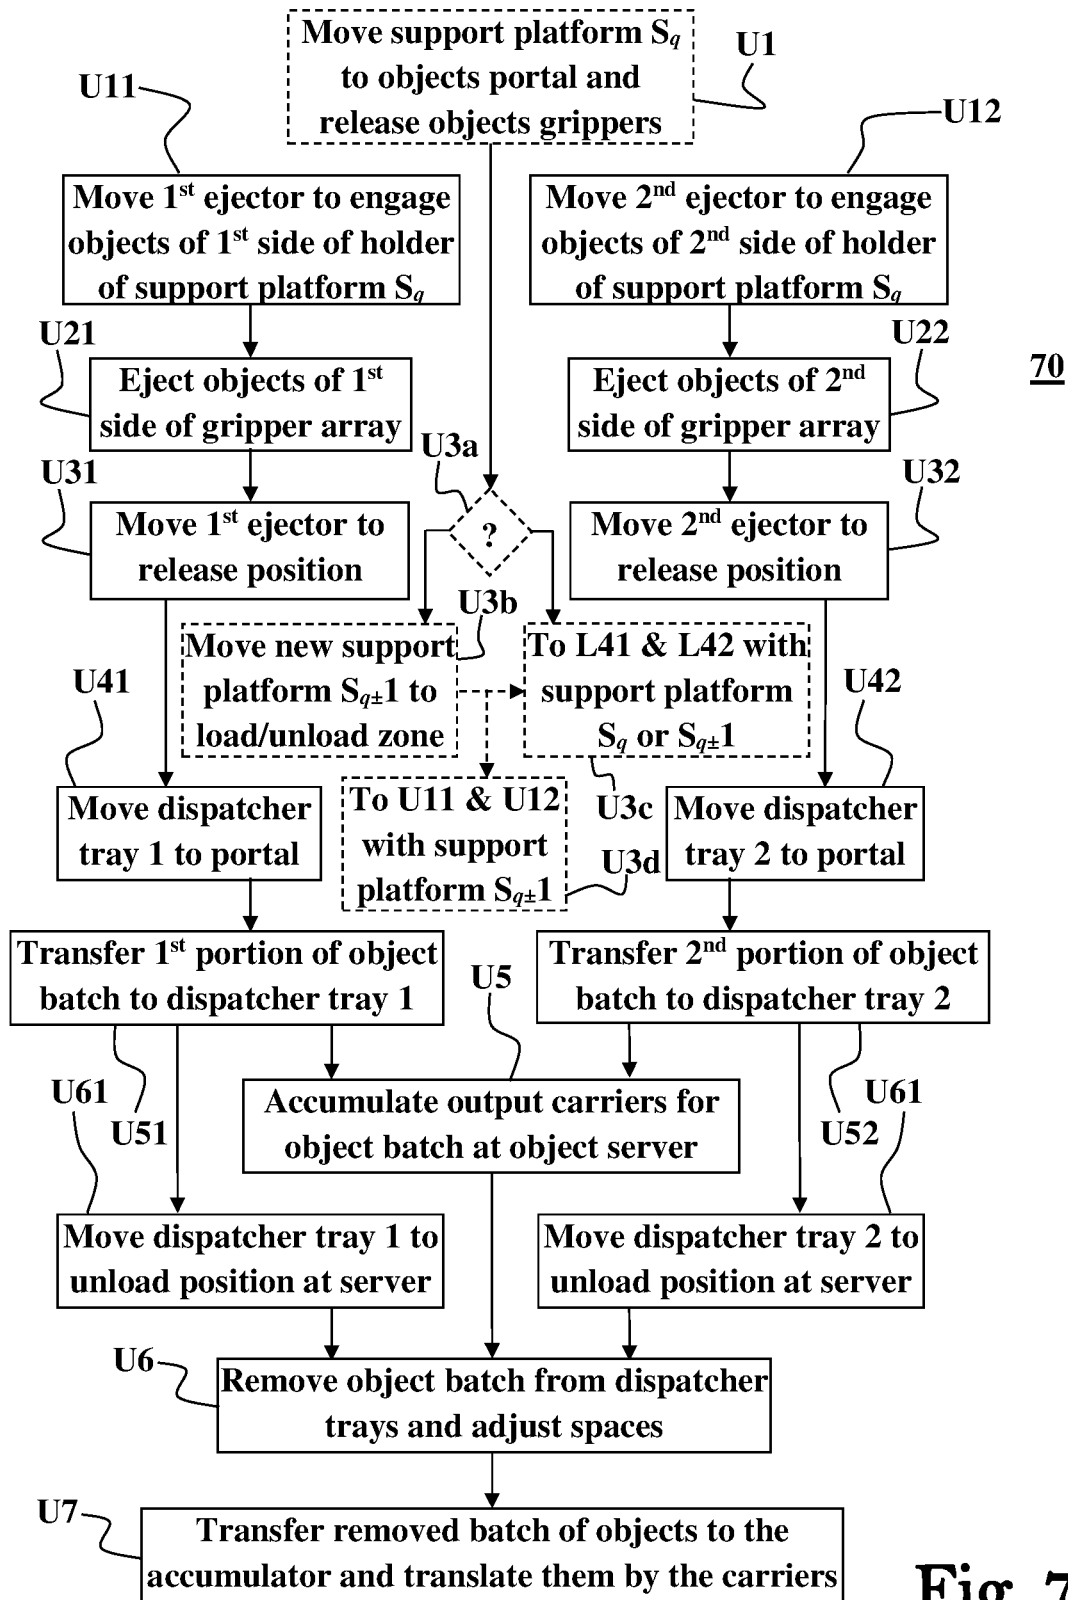 Move support platform Sq
to objects portal and
release objects grippers
U1
U11
U12
Move 1st ejector to engage
objects of 1st side of holder
of support platform Sq
Move 2nd ejector to engage
objects of 2nd side of holder
of support platform Sq
U21
U22
70
Eject objects of 1st
side of gripper array
Eject objects of 2nd
side of gripper array
U3a
U31
U32
Move 1st ejector to
release position
?
Move 2nd ejector to
release position
U3b
Move new support
platform Sq±1 to
load/unload zone
To L41 & L42 with
support platform
Sq or Sq±1
U41
U42
U3c
To U11 & U12
with support
platform Sq±1
U3d
Move dispatcher
tray 1 to portal
Move dispatcher
tray 2 to portal
Transfer 1st portion of object
batch to dispatcher tray 1
Transfer 2nd portion of object
batch to dispatcher tray 2
U5
U61
U51
U52
U61
Accumulate output carriers for
object batch at object server
Move dispatcher tray 1 to
unload position at server
Move dispatcher tray 2 to
unload position at server
U6
Remove object batch from dispatcher
trays and adjust spaces
U7
Transfer removed batch of objects to the
accumulator and translate them by the carriers
Fig. 7